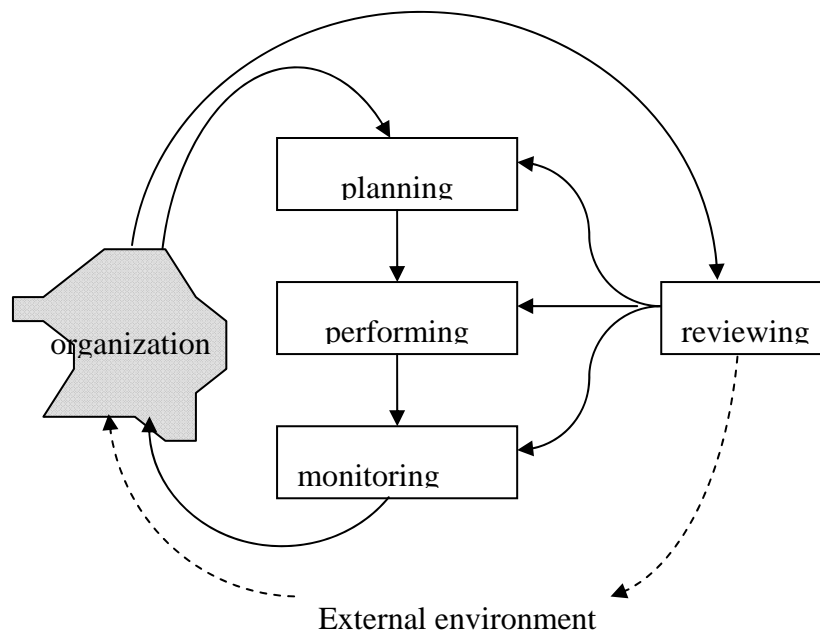 planning
performing
reviewing
organization
monitoring
External environment